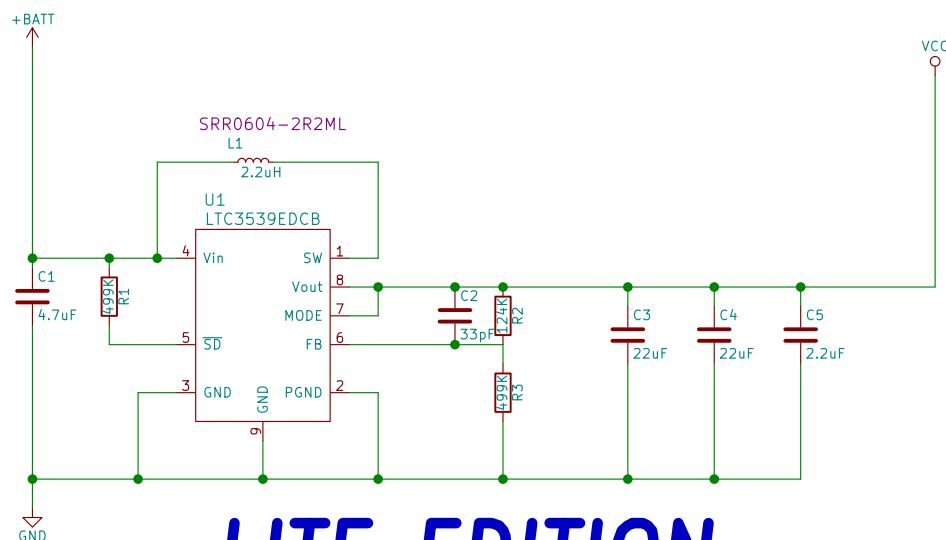 +BATT
VCC
SRR0604-2R2ML
L1
2.2uH
U1
LTC3539EDCB
4
Vin
SW
1
C1
4.7uF
499K
R1
Vout
8
MODE
7
C2
33pF
124K
R2
C3
22uF
C4
22uF
C5
2.2uF
5
SD
FB
6
3
GND
GND
9
PGND
2
499K
R3
GND
LITE EDITION